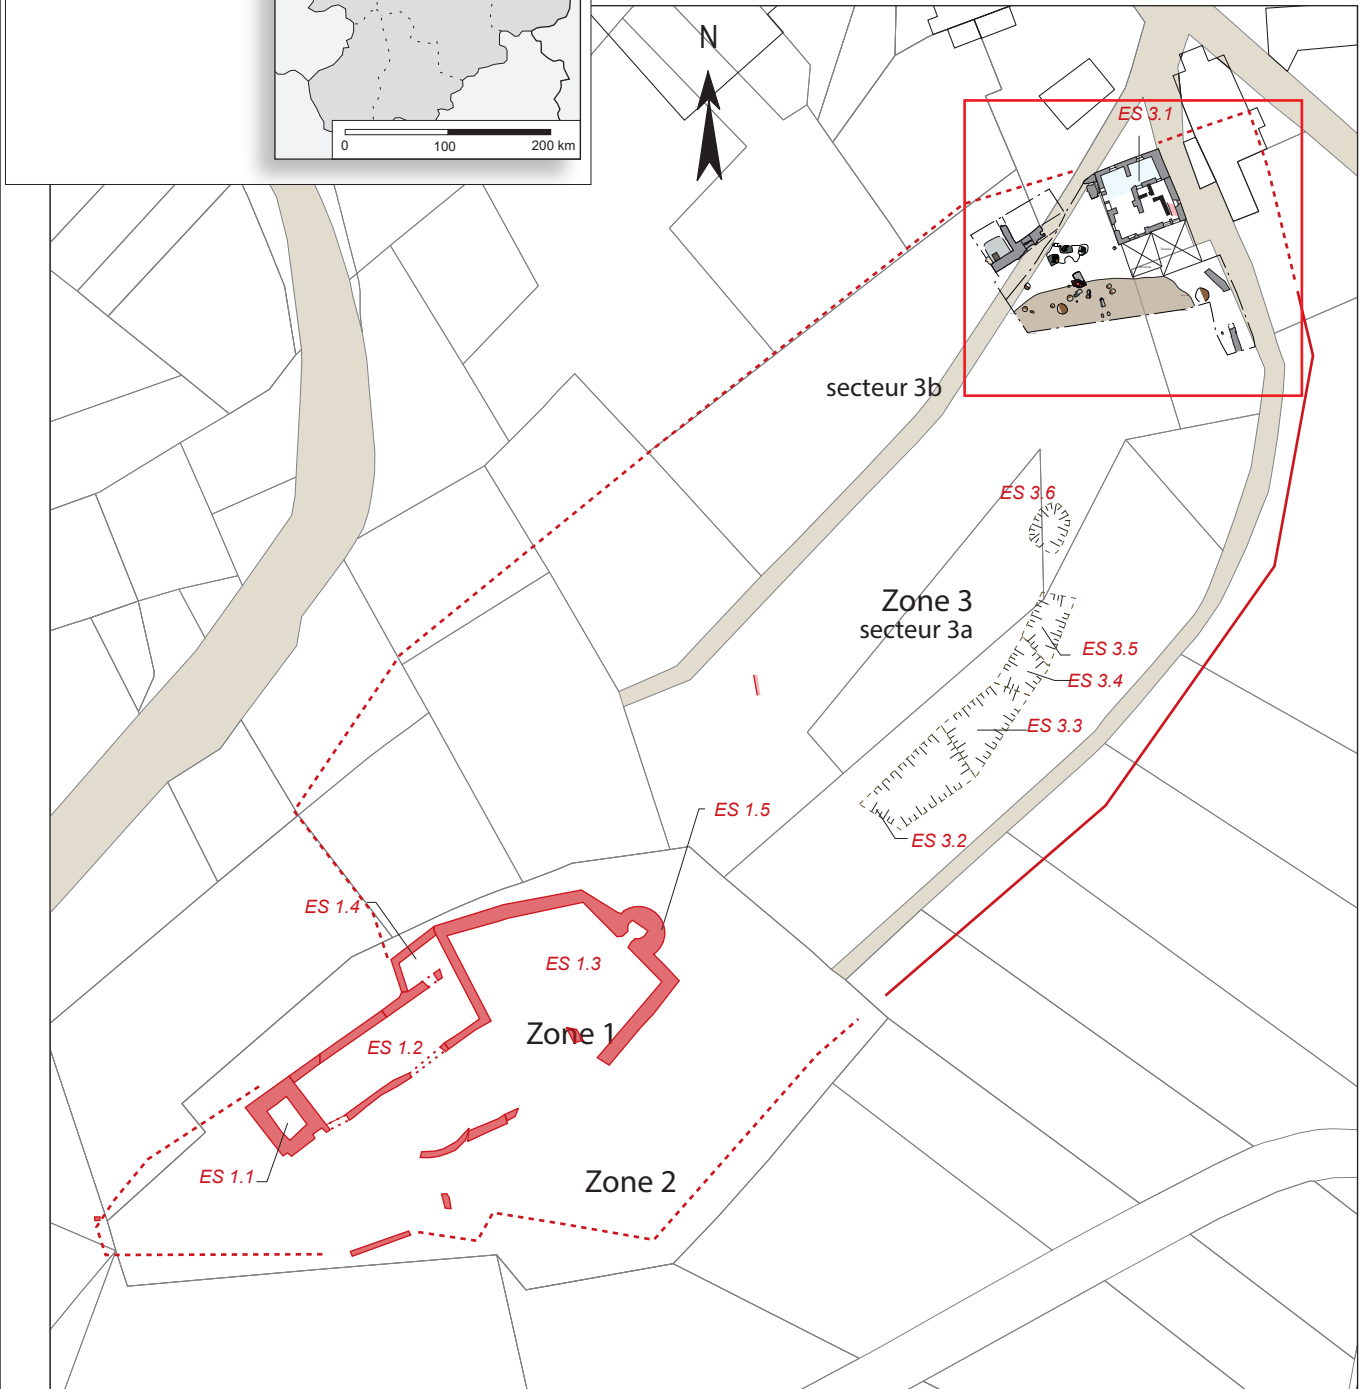 0 100 200 km
N
ES 3.1
secteur 3b
ES 3.6
Zone 3
secteur 3a
ES 3.5
ES 3.4
ES 3.3
ES 1.5
ES 3.2
ES 1.4
ES 1.3
Zone 1
ES 1.2
ES 1.1
Zone 2